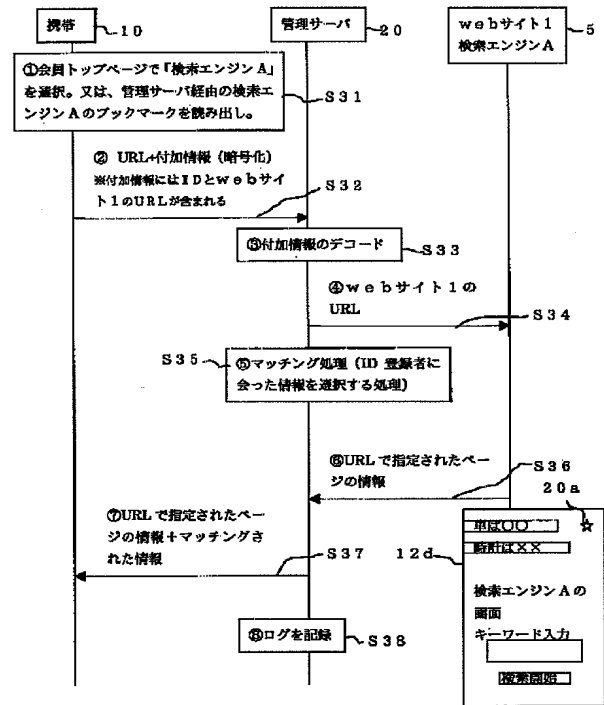 携帯
10
管理サーバ
20
webサイト1
検索エンジンA
5
①会員トップページで「検索エンジンA」
を選択。又は、管理サーバ経由の検索エ
ンジンAのブックマークを読み出し。
S31
② URL+付加情報（暗号化）
※付加情報にはIDとwebサイ
ト1のURLが含まれる
S32
③付加情報のデコード
S33
④webサイト1の
URL
S34
S35
⑤マッチング処理（ID 登録者に
会った情報を選択する処理）
⑥URLで指定されたペー
ジの情報
S36
20a
⑦URLで指定されたペー
ジの情報＋マッチングさ
れた情報
S37
12d
車は〇〇
☆
時計は××
検索エンジンAの
画面
キーワード入力
検索開始
⑧ログを記録
S38